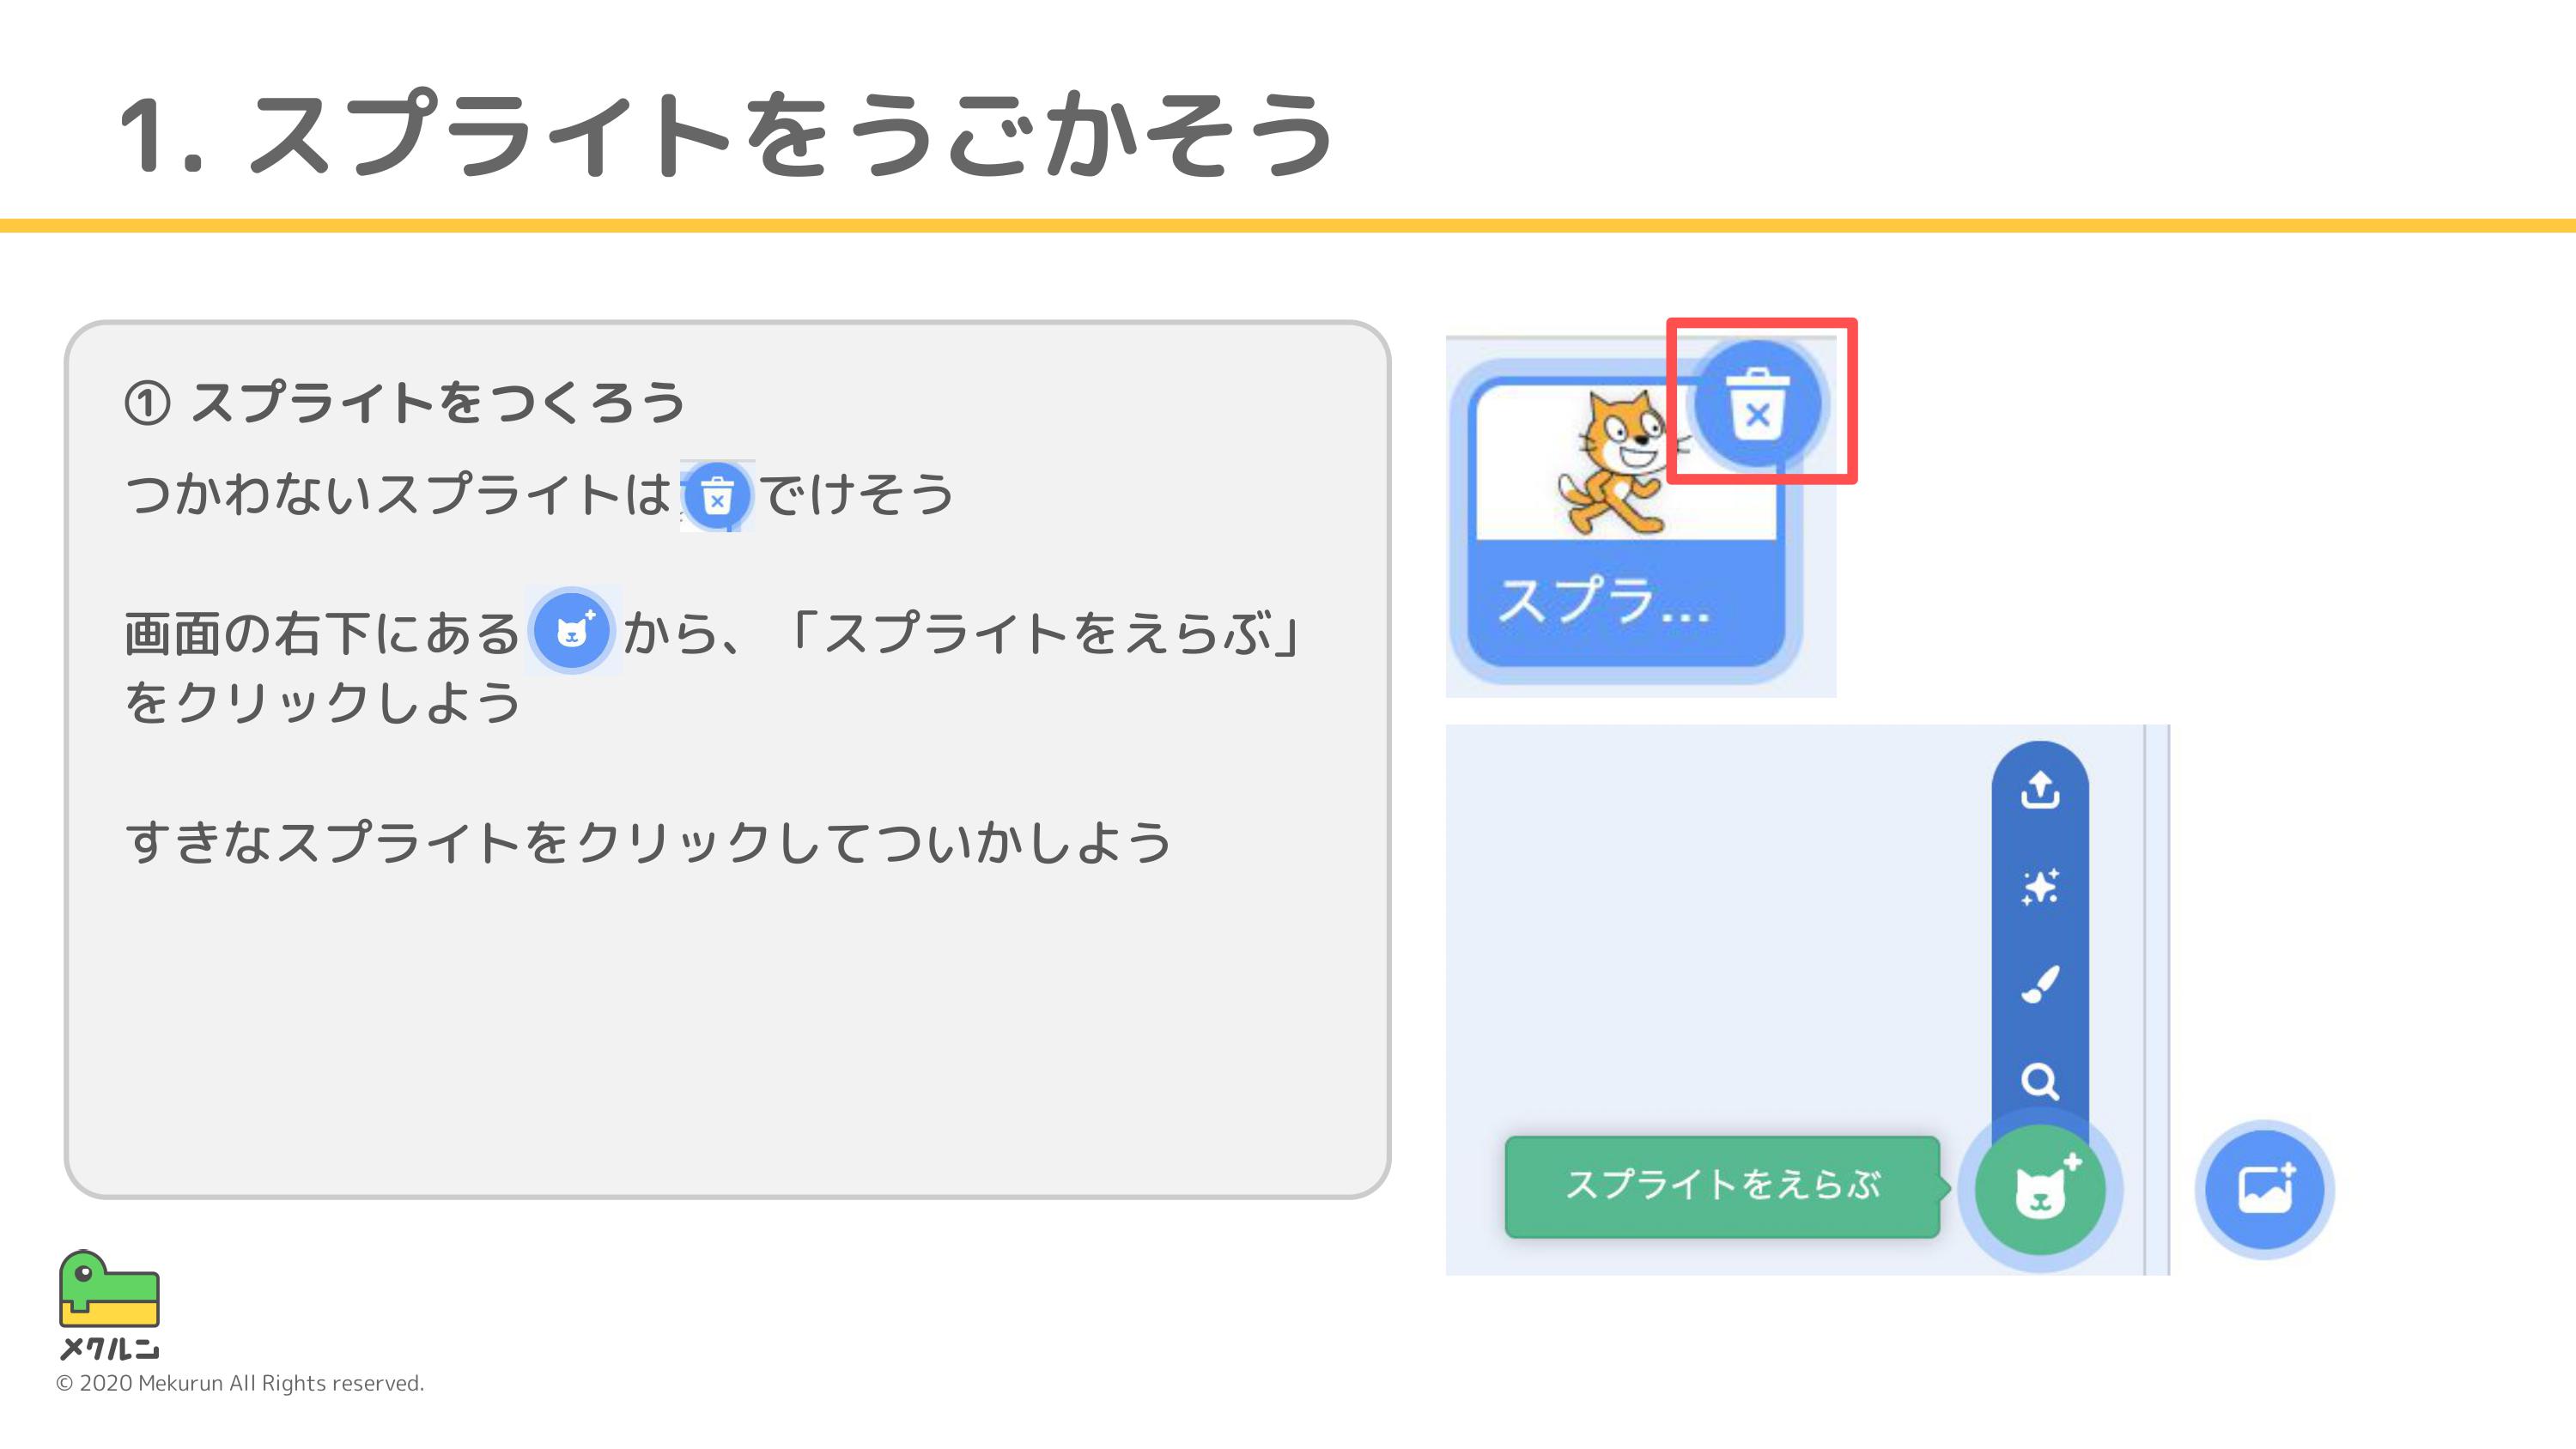 1. スプライトをうごかそう
① スプライトをつくろう
つかわないスプライトは でけそう
画面の右下にある から、「スプライトをえらぶ」
をクリックしよう
すきなスプライトをクリックしてついかしよう
スプラ...
スプライトをえらぶ
メクルン
© 2020 Mekurun All Rights reserved.